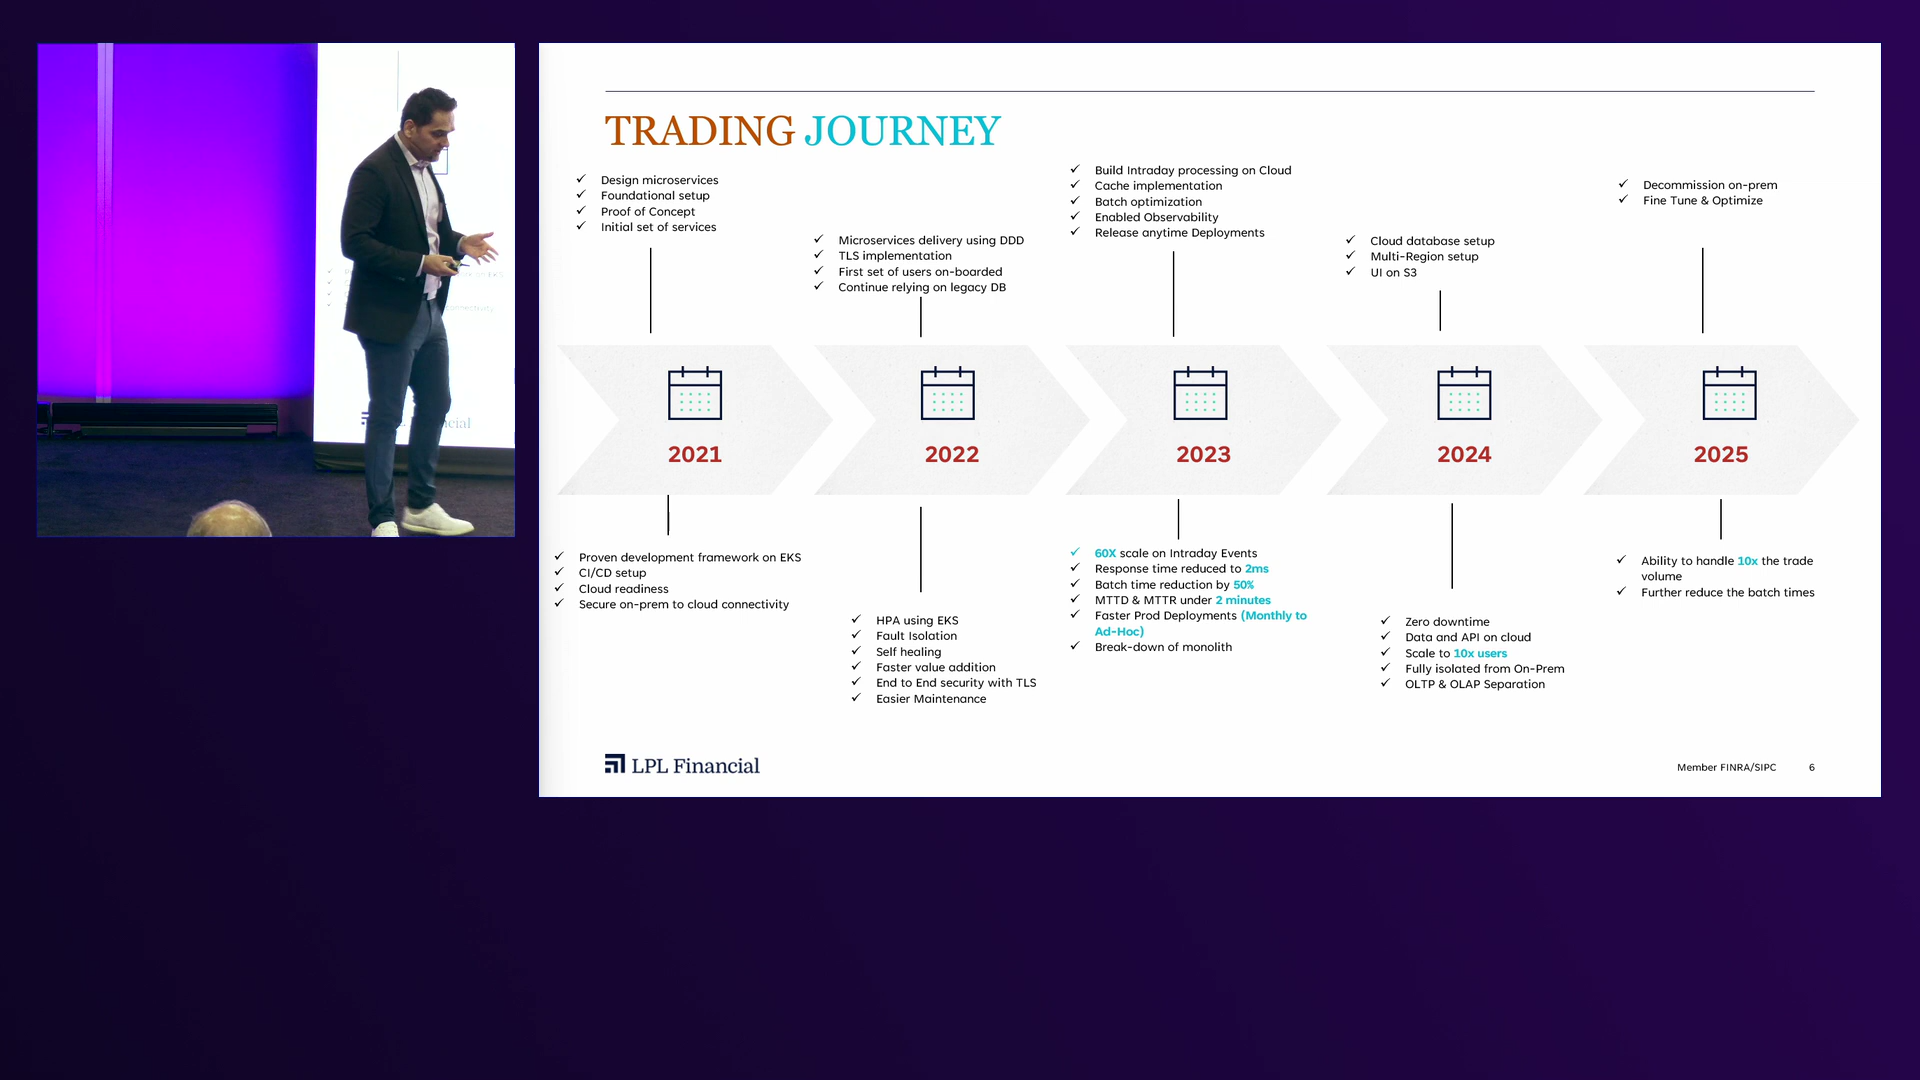 TRADING JOURNEY
Design microservices
Foundational setup
Proof of Concept
Initial set of services
Microservices delivery using DDD
TLS implementation
First set of users on-boarded
Continue relying on legacy DB
Build Intraday processing on Cloud
Cache implementation
Batch optimization
Enabled Observability
Release anytime Deployments
Cloud database setup
Multi-Region setup
UI on S3
Decommission on-prem
Fine Tune & Optimize
2021
2022
2023
2024
2025
Proven development framework on EKS
CI/CD setup
Cloud readiness
Secure on-prem to cloud connectivity
HPA using EKS
Fault Isolation
Self healing
Faster value addition
End to End security with TLS
Easier Maintenance
60X scale on Intraday Events
Response time reduced to 2ms
Batch time reduction by 50%
MTTD & MTTR under 2 minutes
Faster Prod Deployments (Monthly to
Ad-Hoc)
Break-down of monolith
Zero downtime
Data and API on cloud
Scale to 10x users
Fully isolated from On-Prem
OLTP & OLAP Separation
Ability to handle 10x the trade
volume
Further reduce the batch times
LPL Financial
Member FINRA/SIPC
6